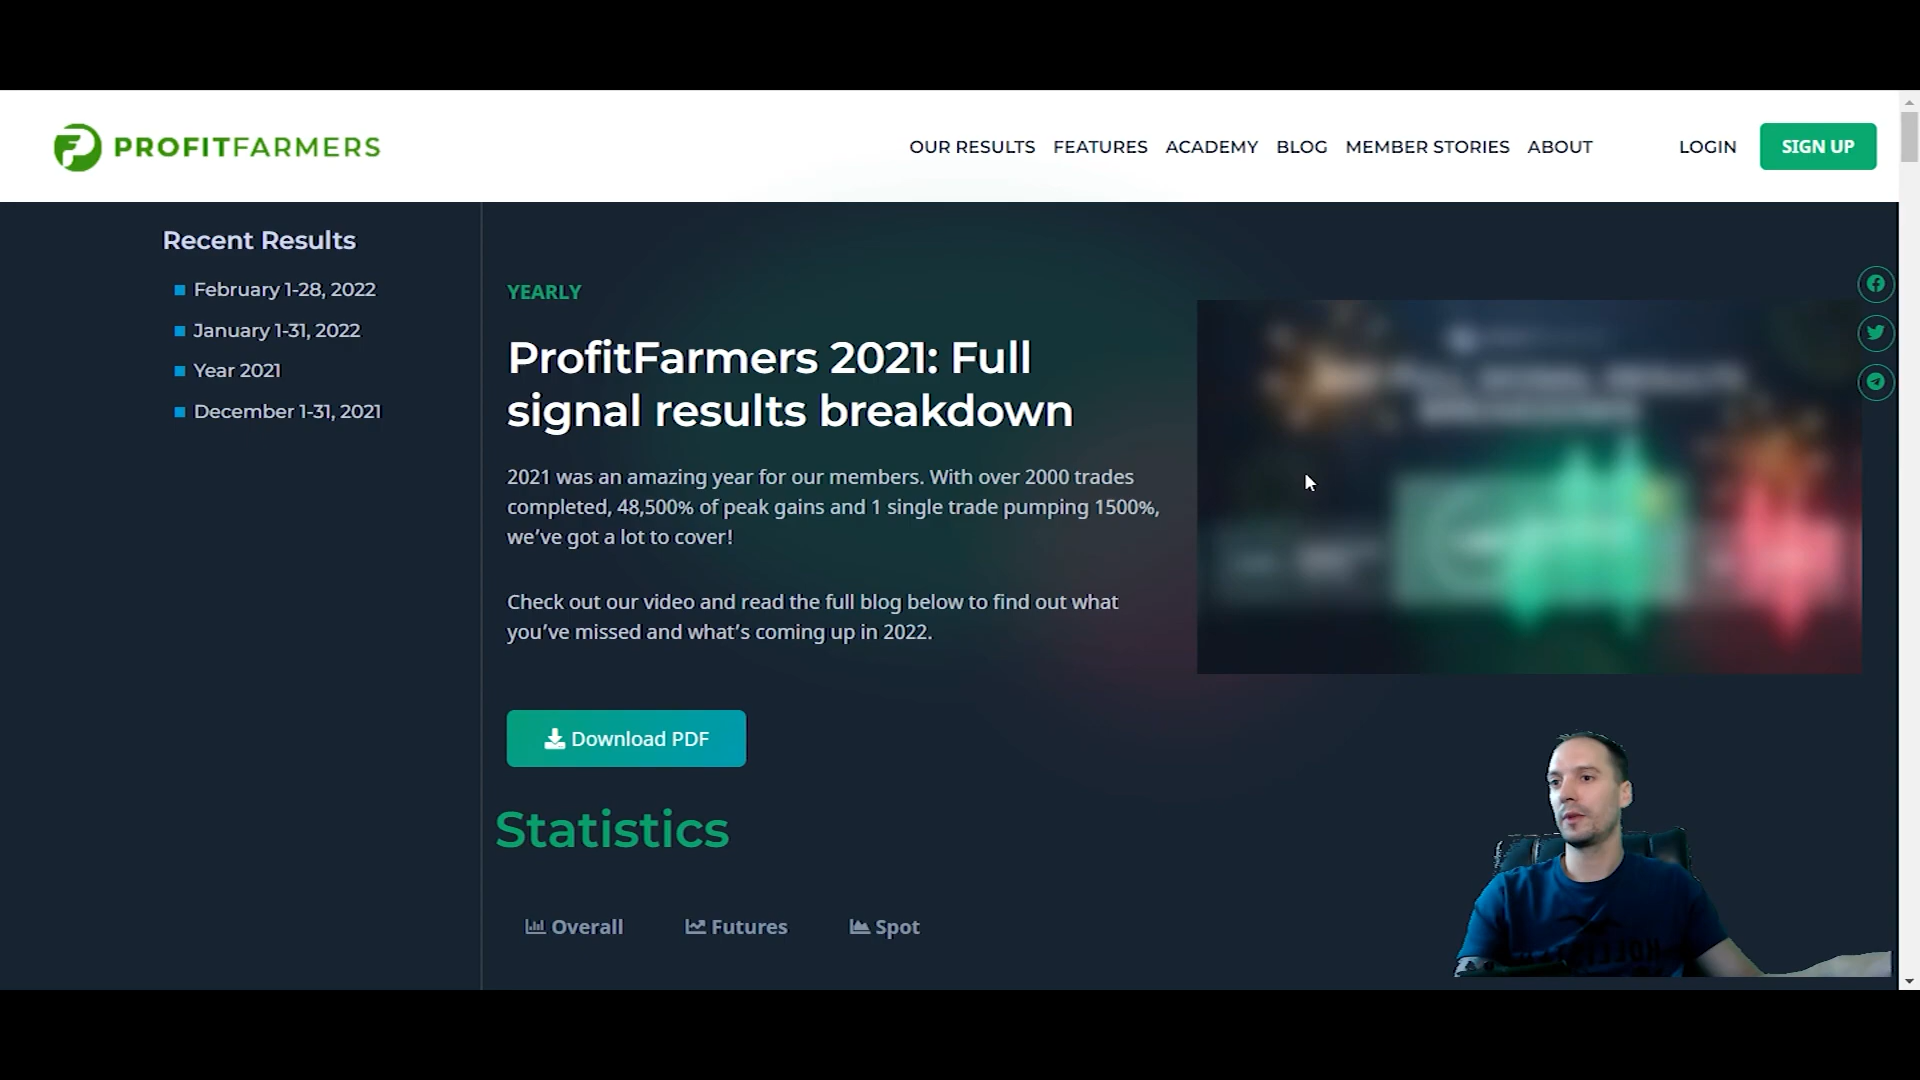 PROFITFARMERS
OUR RESULTS FEATURES ACADEMY BLOG MEMBER STORIES ABOUT LOGIN SIGN UP
Recent Results
February 1-28, 2022
January 1-31, 2022
Year 2021
December 1-31, 2021
YEARLY
ProfitFarmers 2021: Full
signal results breakdown
2021 was an amazing year for our members. With over 2000 trades
completed, 48,500% of peak gains and 1 single trade pumping 1500%,
we've got a lot to cover!
Check out our video and read the full blog below to find out what
you've missed and what's coming up in 2022.
Download PDF
Statistics
Overall Futures Spot